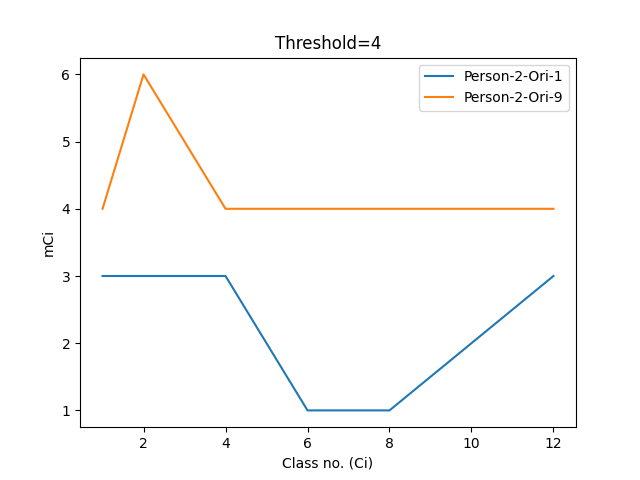 Threshold=4
Person-2-Ori-1
Person-2-Ori-9
6
5
4
3
2
1
mCi
2 4 6 8 10 12
Class no. (Ci)